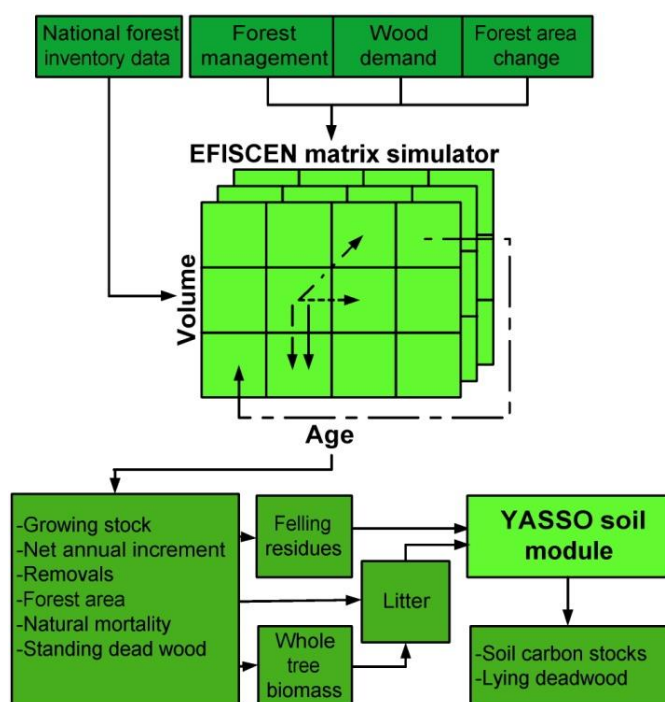 National forest
inventory data
Forest
management
Wood
demand
Forest area
change
EFISCEN matrix simulator
Volume
Age
-Growing stock
-Net annual increment
-Removals
-Forest area
-Natural mortality
-Standing dead wood
Felling
residues
Litter
Whole
tree
biomass
YASSO soil
module
-Soil carbon stocks
-Lying deadwood